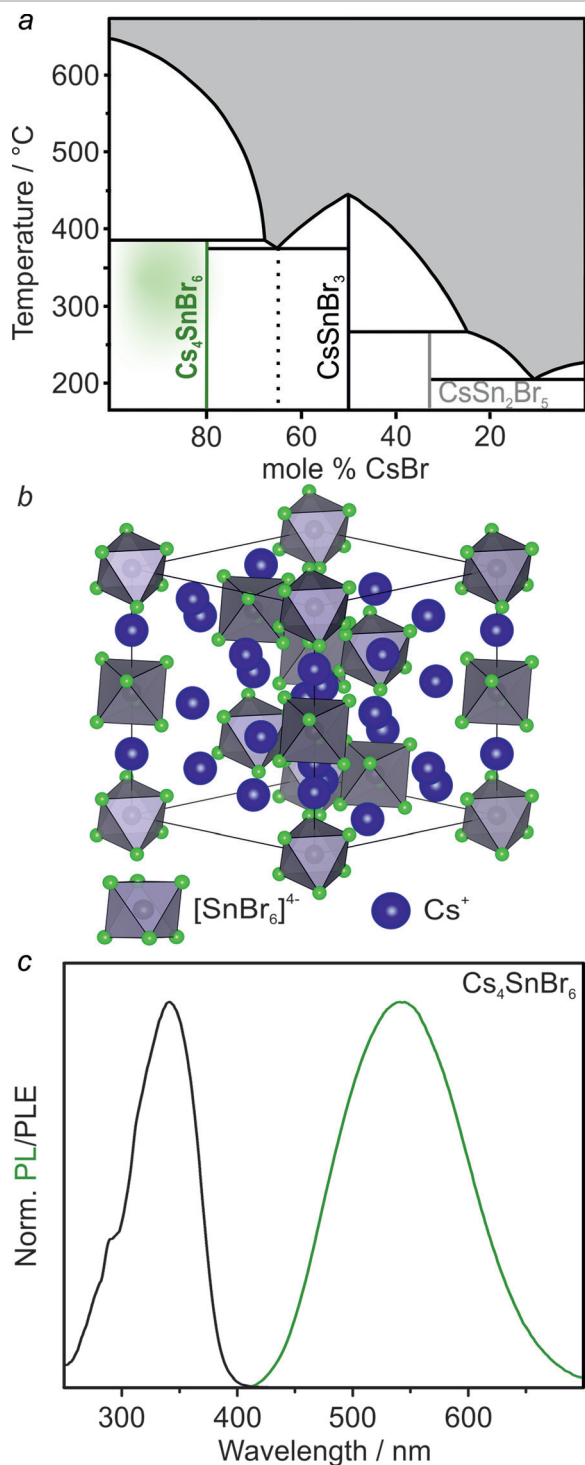 a
600
500
400
300
200
Temperature / °C
Cs₄SnBr₆
CsSnBr₃
CsSn₂Br₅
80
60
40
20
mole % CsBr
b
[SnBr₆]⁴⁻
Cs⁺
c
Cs₄SnBr₆
Norm. PL/PLE
300
400
500
600
Wavelength / nm